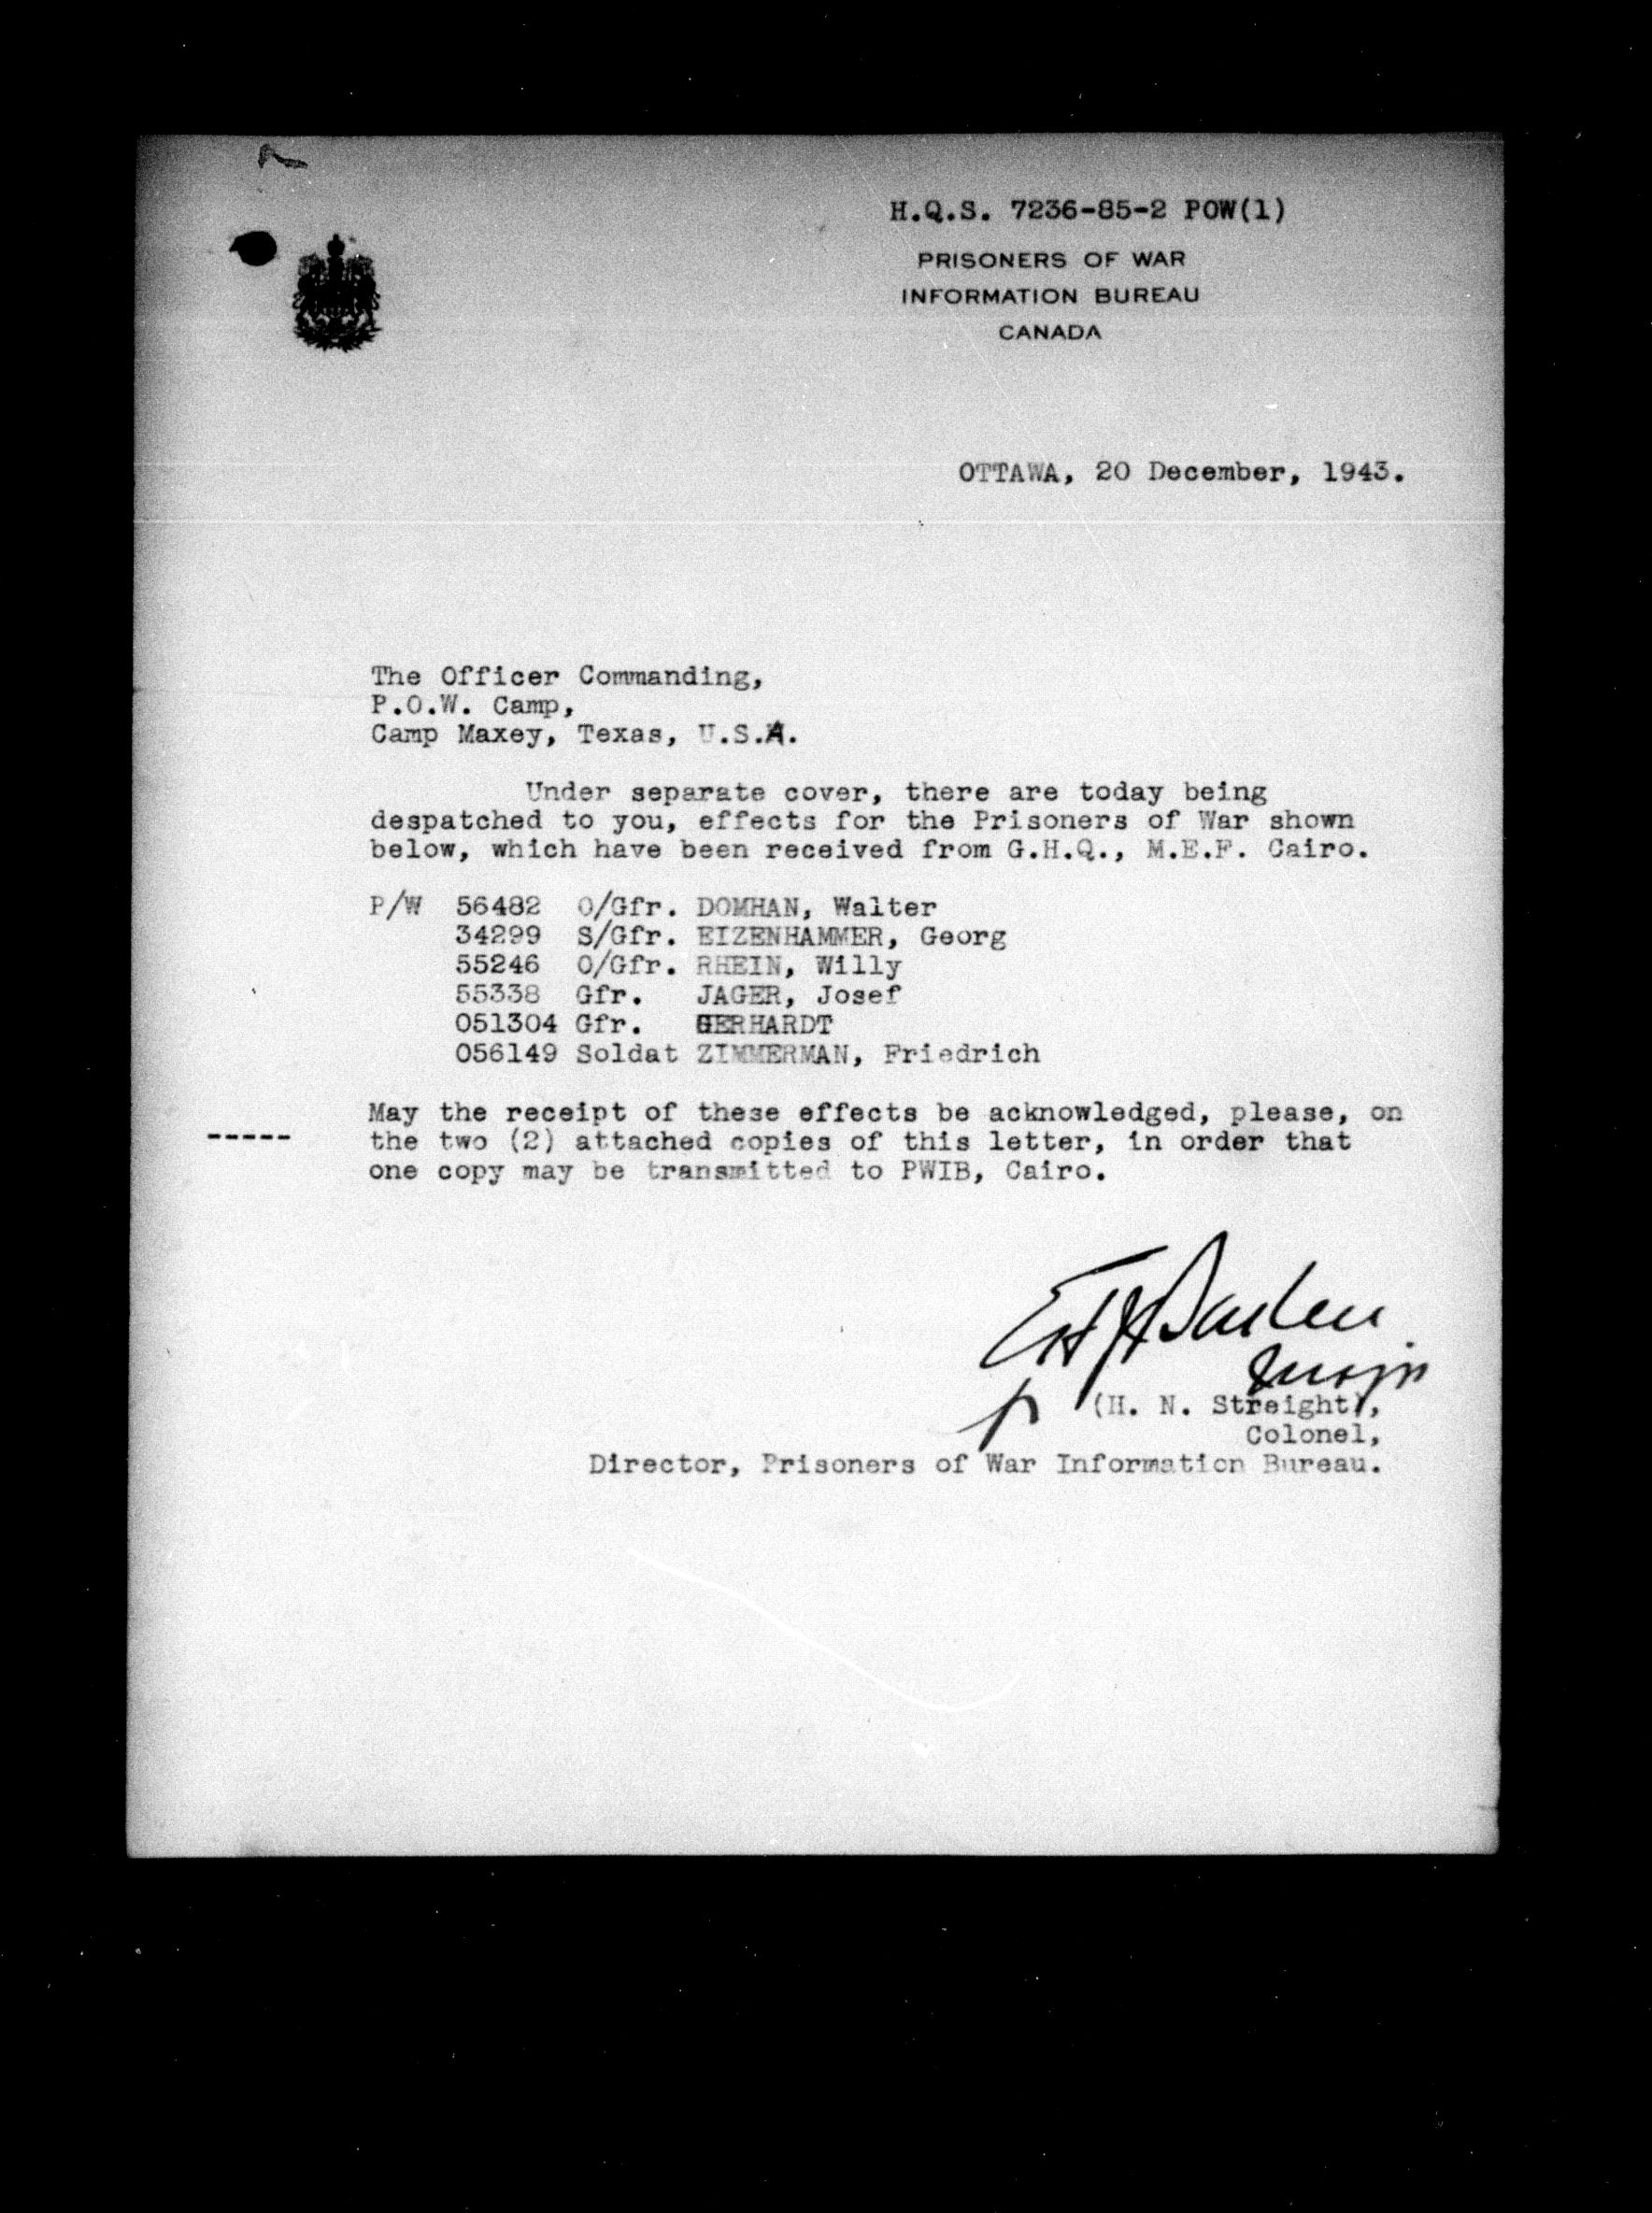 H.Q.S. 7236-85-2 POW(1)
PRISONERS OF WAR
INFORMATION BUREAU
CANADA
OTTAWA, 20 December, 1943.
The Officer Commanding,
P.O.W. Camp,
Camp Maxey, Texas, U.S.A.
Under separate cover, there are today being
despatched to you, effects for the Prisoners of War shown
below, which have been received from G.H.Q., M.E.F. Cairo.
P/W 56482 O/Gfr. DOMHAN, Walter
34299 S/Gfr. EIZENHAMMER, Georg
55246 O/Gfr. RHEIN, Willy
55338 Gfr. JAGER, Josef
051304 Gfr. GERHARDT
056149 Soldat ZIMMERMAN, Friedrich
May the receipt of these effects be acknowledged, please, on
----- the two (2) attached copies of this letter, in order that
one copy may be transmitted to PWIB, Cairo.
(H. N. Streight),
Colonel,
Director, Prisoners of War Information Bureau.